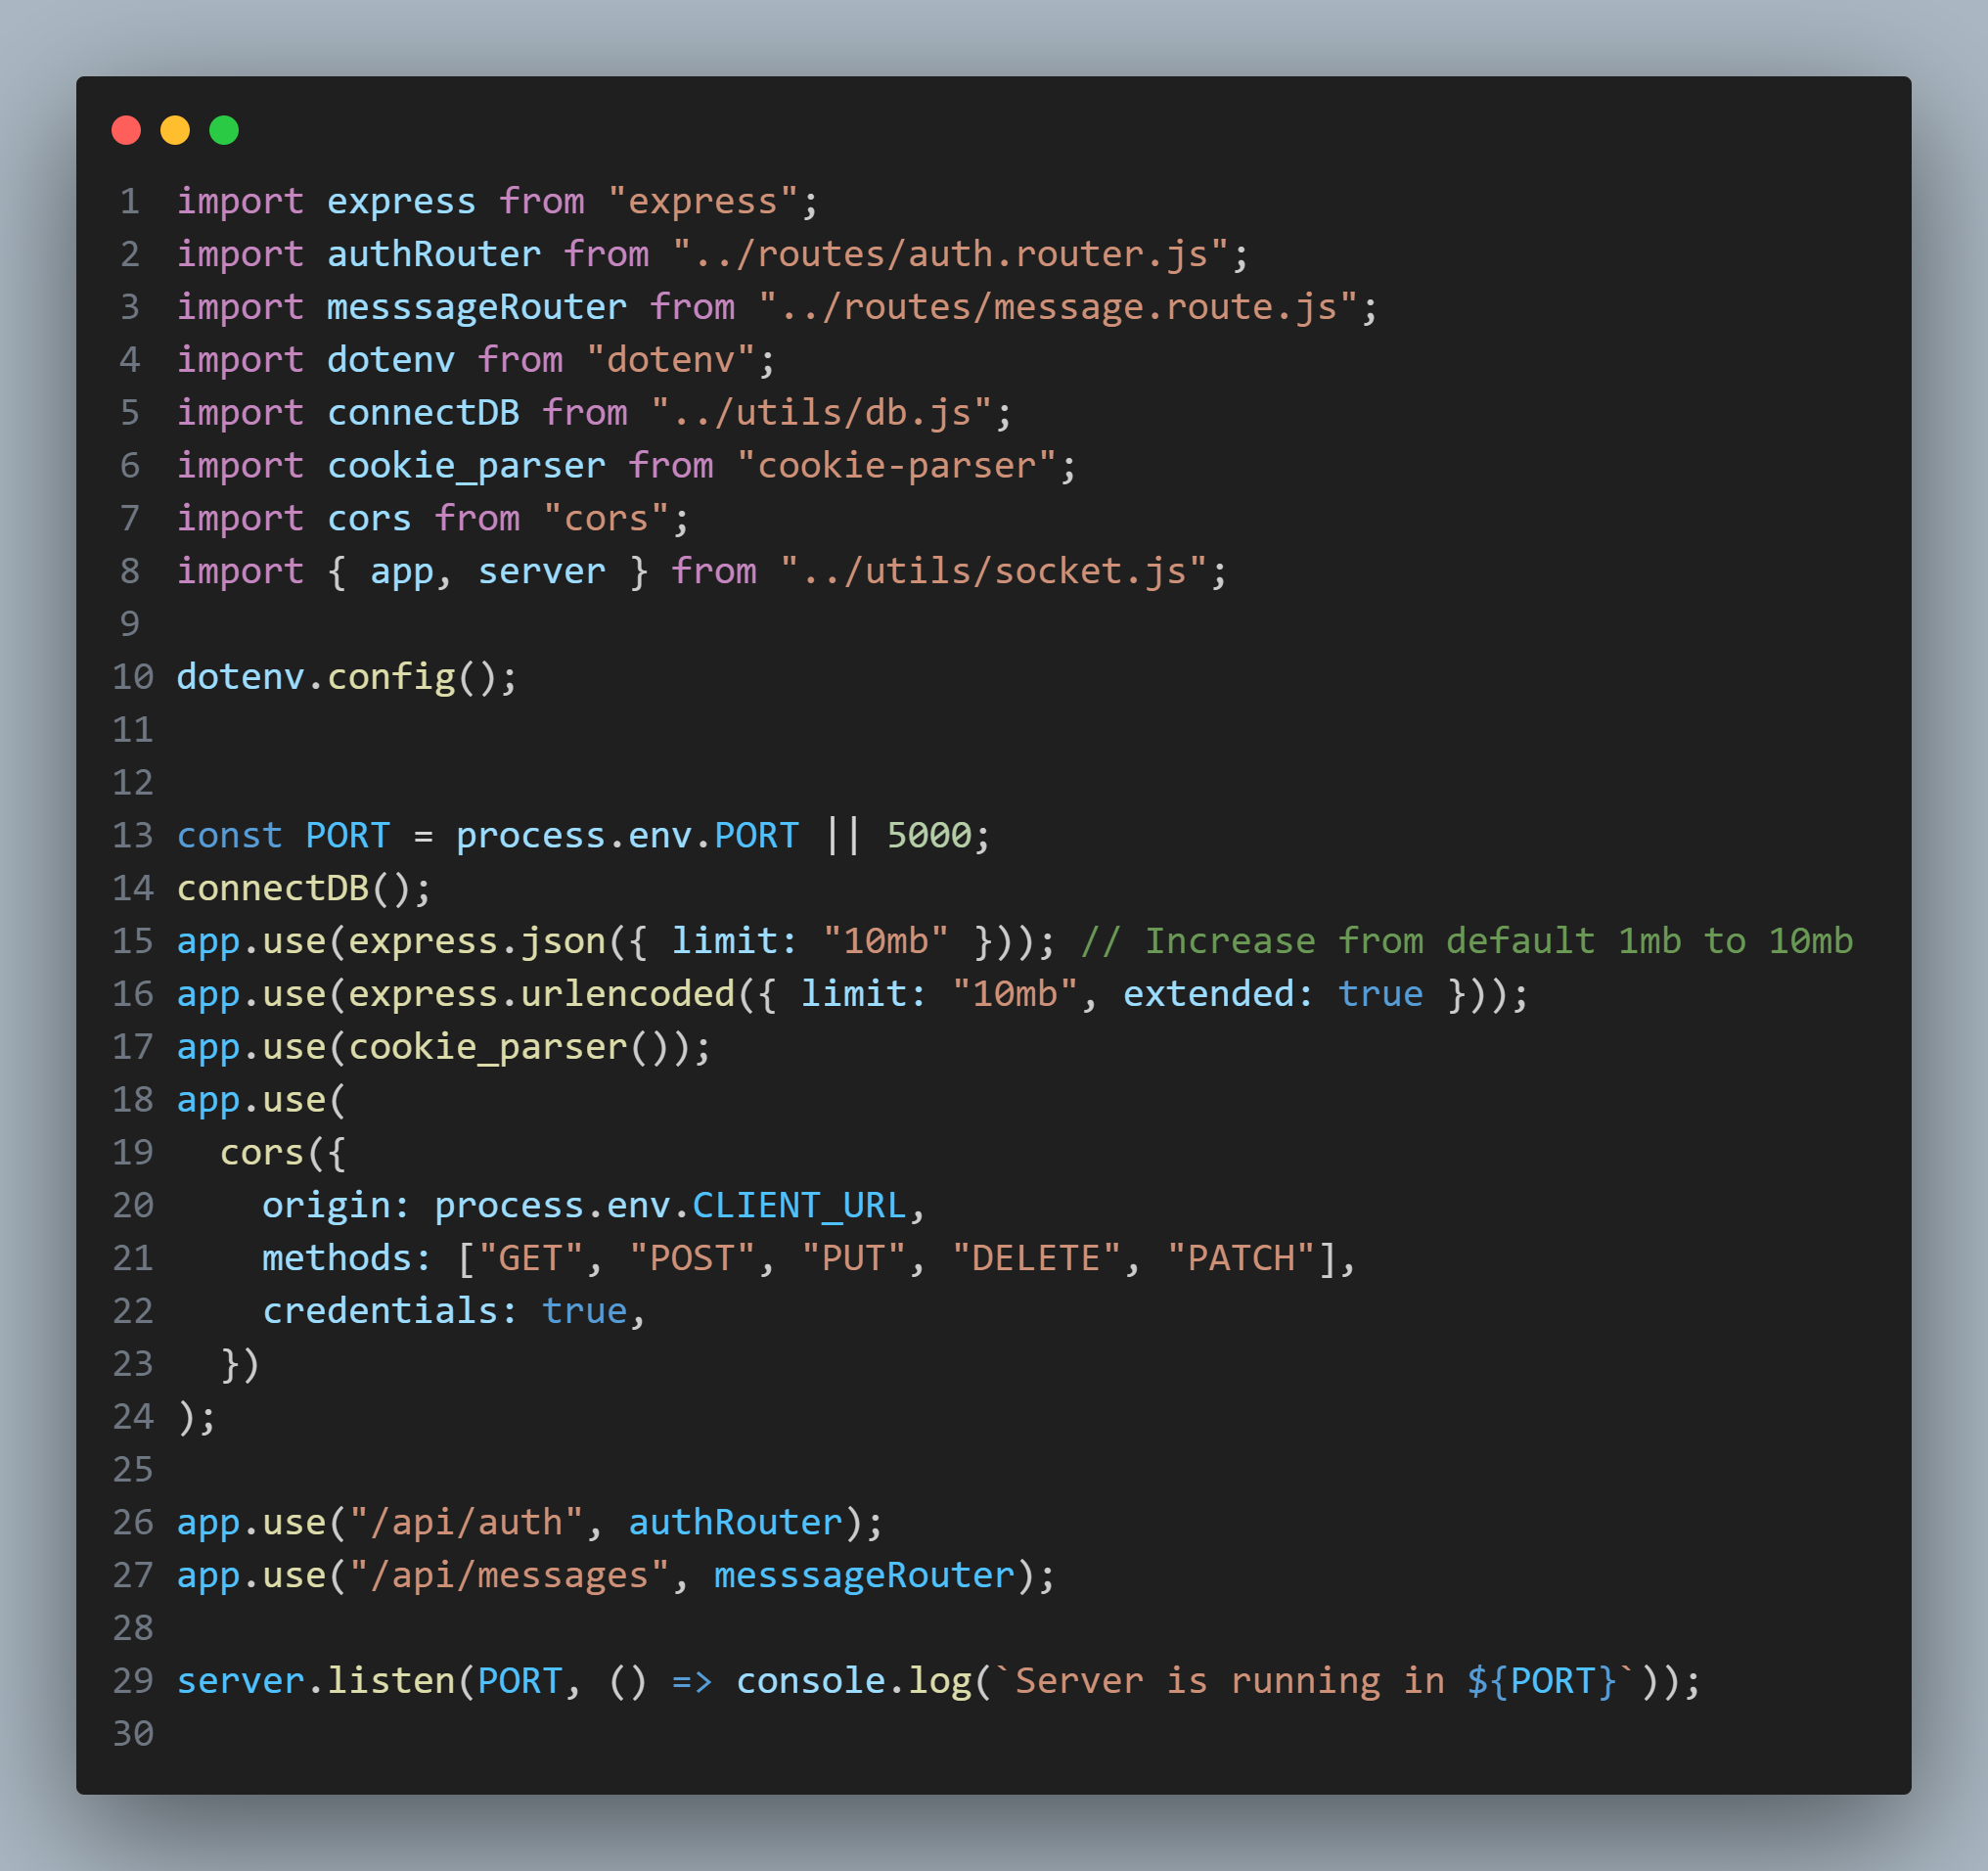 1 import express from "express";
2 import authRouter from "../routes/auth.router.js";
3 import messsageRouter from "../routes/message.route.js";
4 import dotenv from "dotenv";
5 import connectDB from "../utils/db.js";
6 import cookie_parser from "cookie-parser";
7 import cors from "cors";
8 import { app, server } from "../utils/socket.js";
9
10 dotenv.config();
11
12
13 const PORT = process.env.PORT || 5000;
14 connectDB();
15 app.use(express.json({ limit: "10mb" })); // Increase from default 1mb to 10mb
16 app.use(express.urlencoded({ limit: "10mb", extended: true }));
17 app.use(cookie_parser());
18 app.use(
19   cors({
20     origin: process.env.CLIENT_URL,
21     methods: ["GET", "POST", "PUT", "DELETE", "PATCH"],
22     credentials: true,
23   })
24 );
25
26 app.use("/api/auth", authRouter);
27 app.use("/api/messages", messsageRouter);
28
29 server.listen(PORT, () => console.log(`Server is running in ${PORT}`));
30